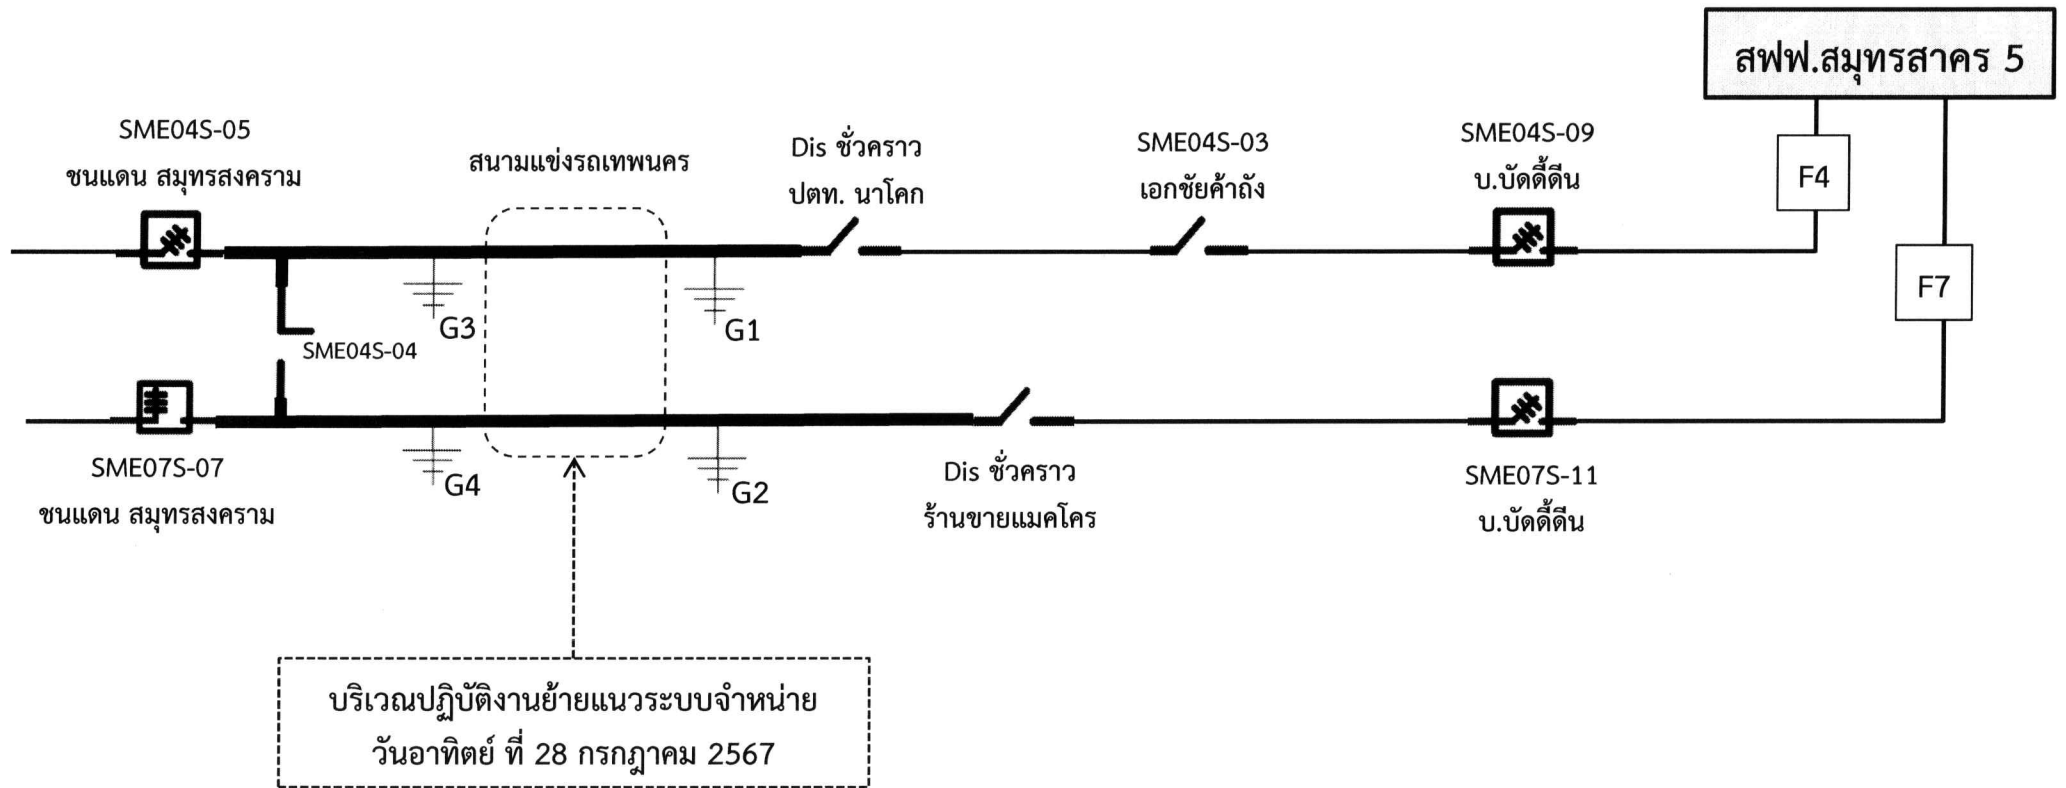 สฟฟ.สมุทรสาคร 5
SME04S-05
ชนแดน สมุทรสงคราม
สนามแข่งรถเทพนคร
Dis ชั่วคราว
ปตท. นาโคก
SME04S-03
เอกชัยค้าถัง
SME04S-09
บ.บัดดี้ดีน
F4
F7
G3
G1
SME04S-04
SME07S-07
ชนแดน สมุทรสงคราม
G4
G2
Dis ชั่วคราว
ร้านขายแมคโคร
SME07S-11
บ.บัดดี้ดีน
บริเวณปฏิบัติงานย้ายแนวระบบจำหน่าย
วันอาทิตย์ ที่ 28 กรกฎาคม 2567